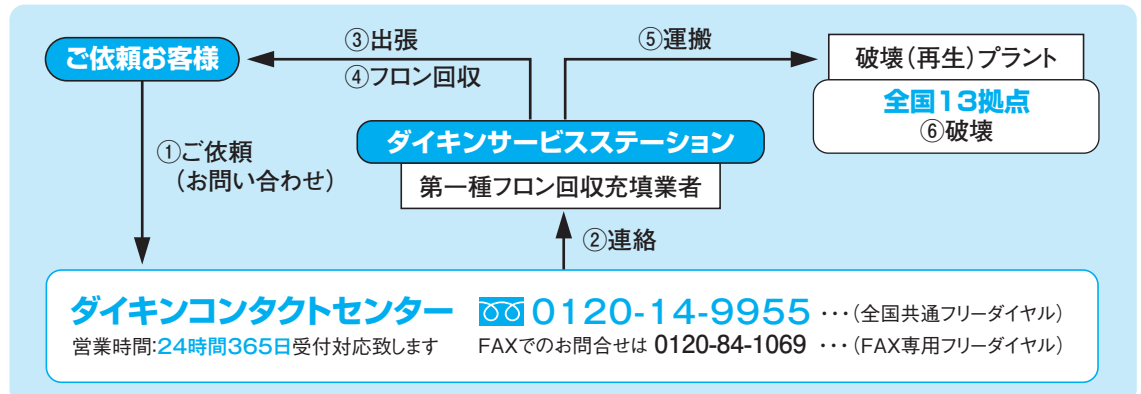 ご依頼お客様
③出張
④フロン回収
⑤運搬
破壊(再生)プラント
全国13拠点
⑥破壊
①ご依頼
(お問い合わせ)
ダイキンサービスステーション
第一種フロン回収充填業者
②連絡
ダイキンコンタクトセンター 0120-14-9955 ・・・(全国共通フリーダイヤル)
営業時間:24時間365日受付対応致します FAXでのお問合せは 0120-84-1069 ・・・(FAX専用フリーダイヤル)